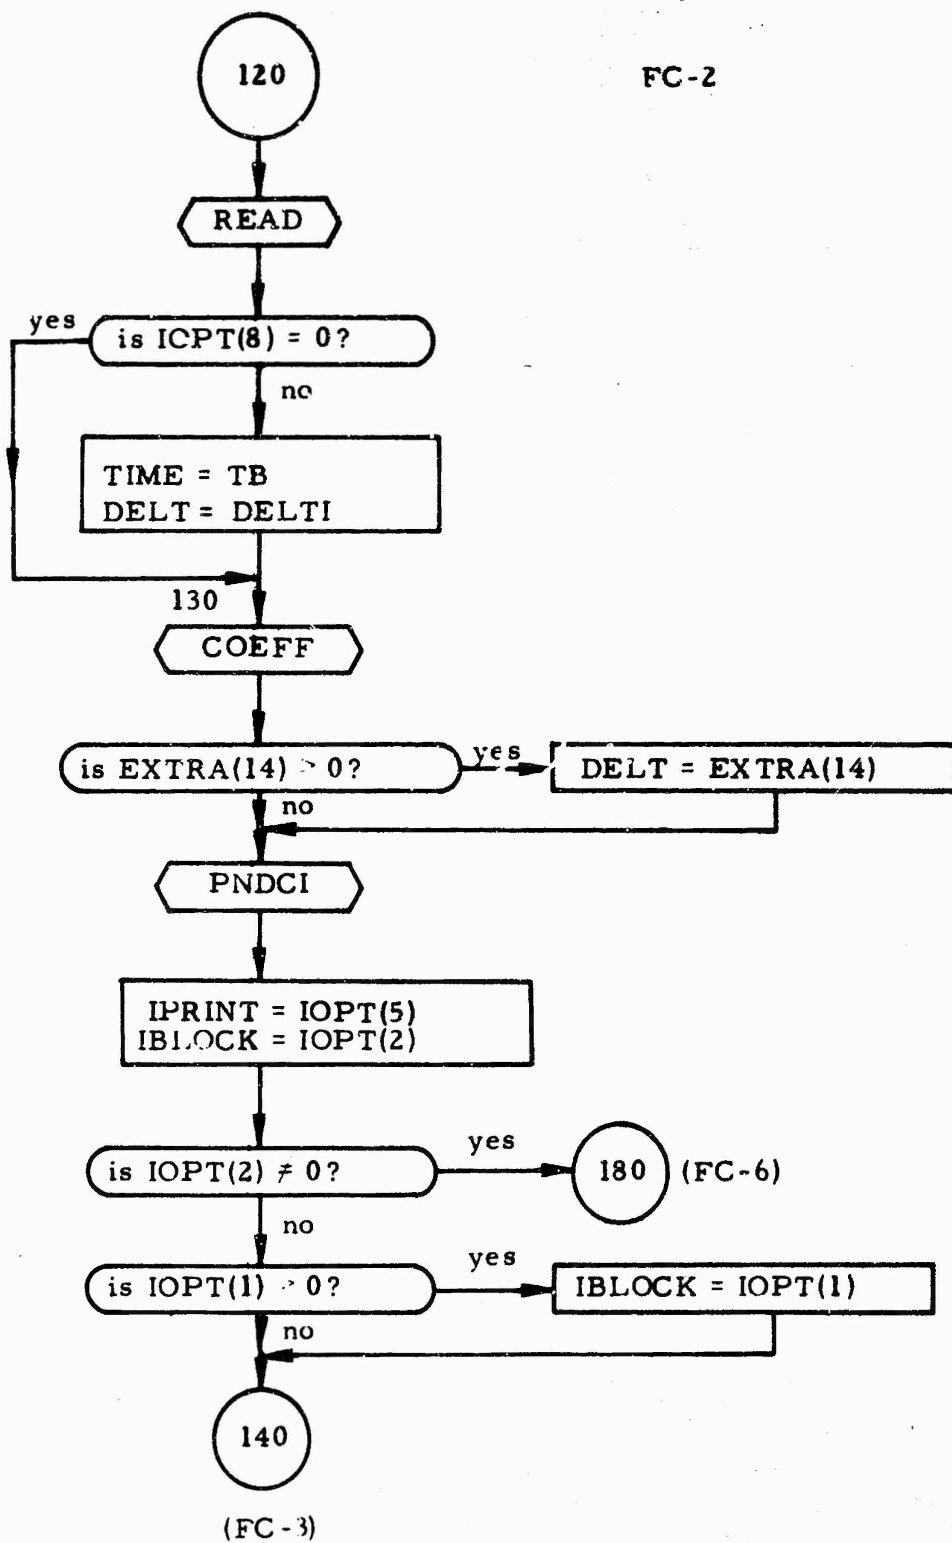 120
FC-2
READ
yes
is IOPT(8) = 0?
no
TIME = TB
DELT = DELTI
130
COEFF
is EXTRA(14) > 0?
yes
DELT = EXTRA(14)
no
PNDCI
IPRINT = IOPT(5)
IBLOCK = IOPT(2)
is IOPT(2) ≠ 0?
yes
180
(FC-6)
no
is IOPT(1) > 0?
yes
IBLOCK = IOPT(1)
no
140
(FC-3)